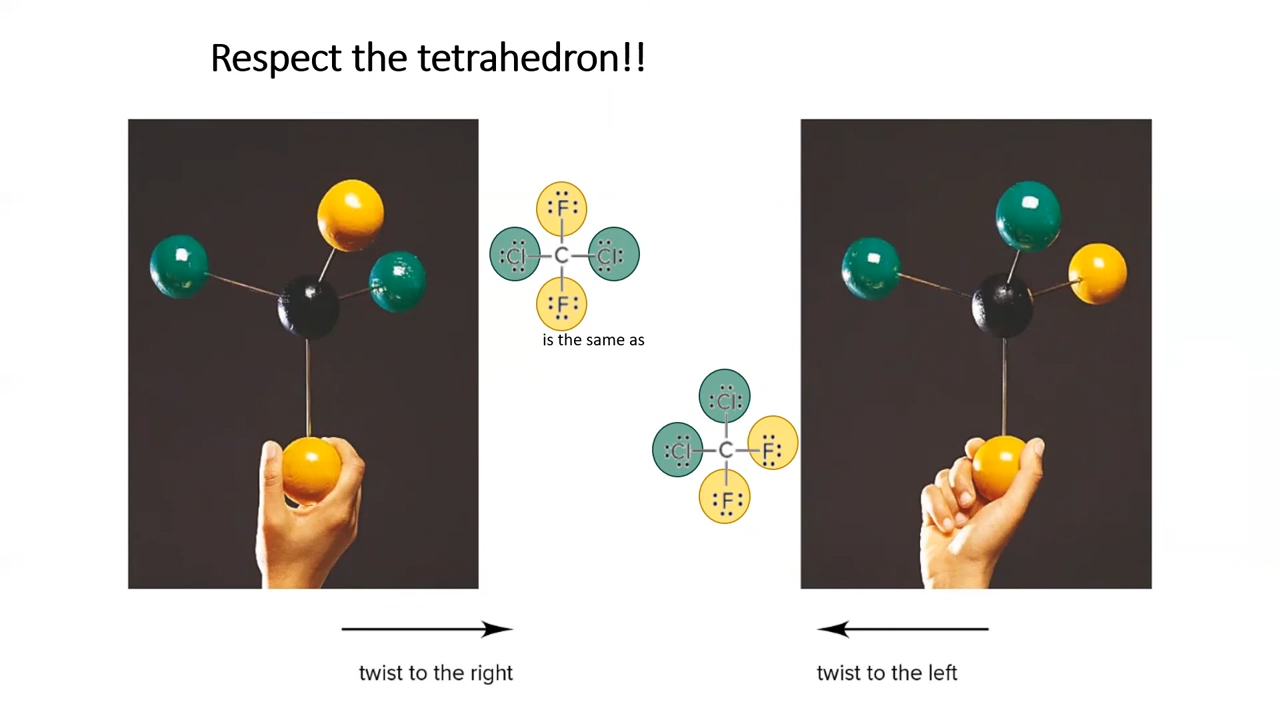 Respect the tetrahedron!!
:F:
:Cl—C—Cl:
:F:
is the same as
:Cl:
:Cl—C—F:
:F:
twist to the right
twist to the left